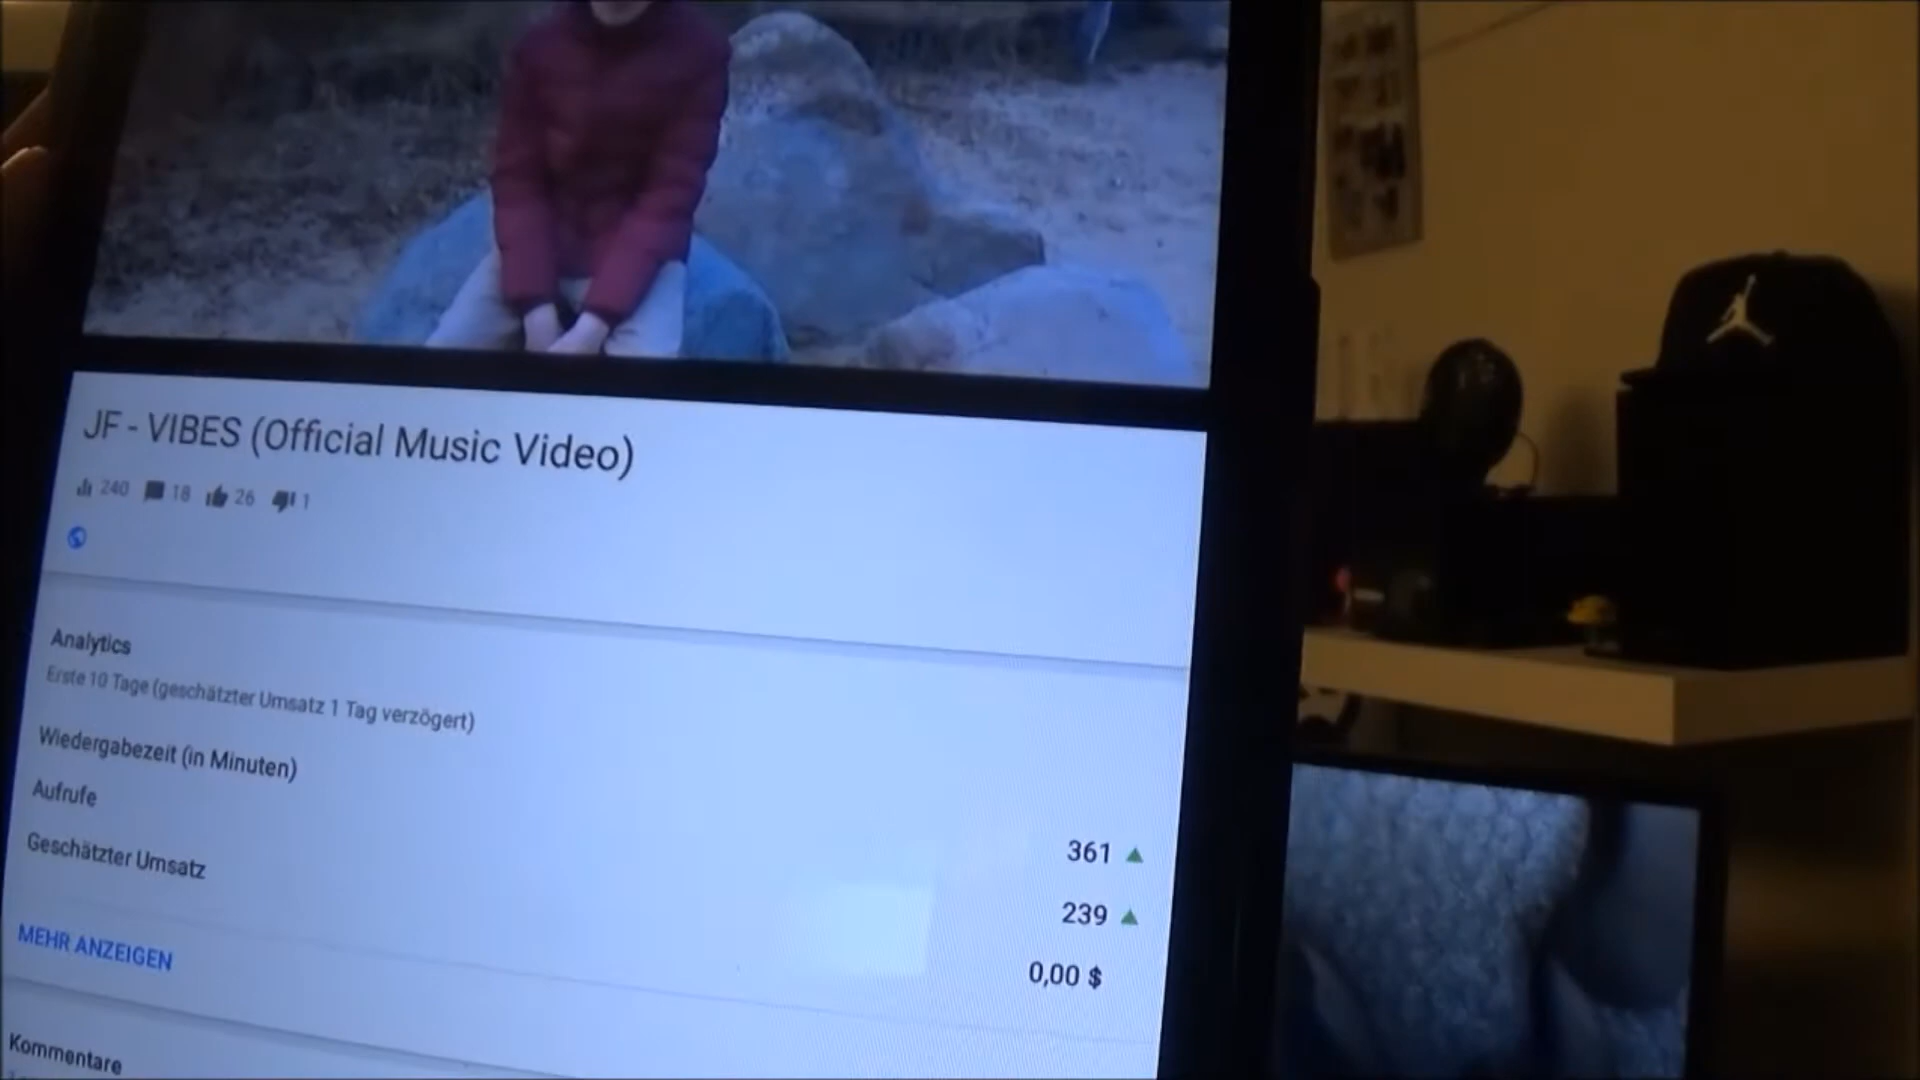 JF - VIBES (Official Music Video)
240 18 26 1
Analytics
Erste 10 Tage (geschätzter Umsatz 1 Tag verzögert)
Wiedergabezeit (in Minuten) 361
Aufrufe 239
Geschätzter Umsatz 0,00 $
MEHR ANZEIGEN
Kommentare